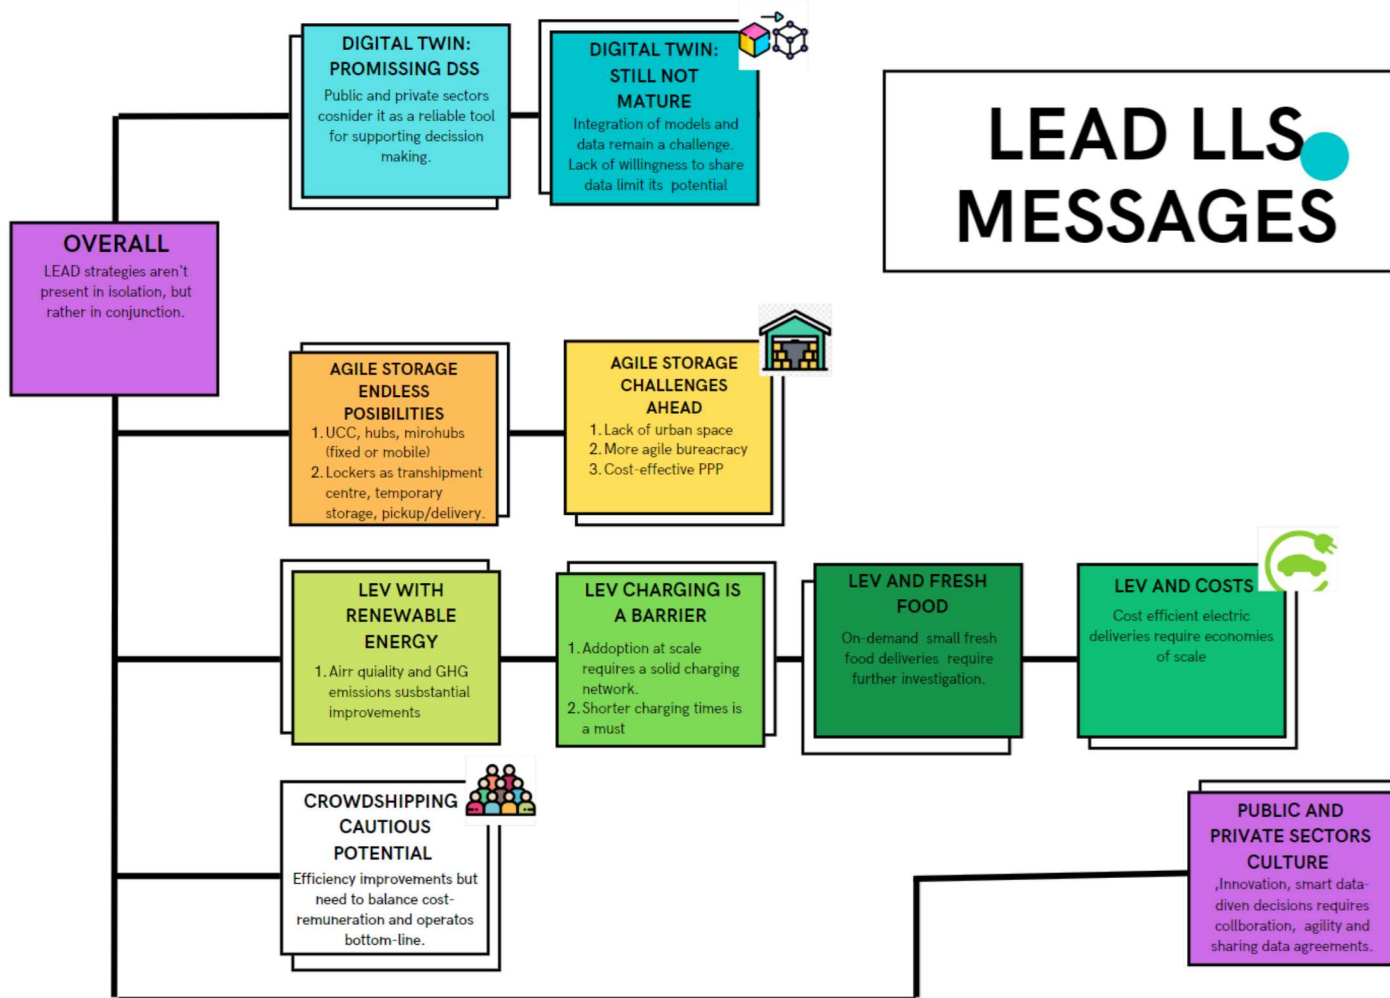 DIGITAL TWIN:
PROMISSING DSS
Public and private sectors
cosnider it as a reliable tool
for supporting decission
making.
DIGITAL TWIN:
STILL NOT
MATURE
Integration of models and
data remain a challenge.
Lack of willingness to share
data limit its potential
LEAD LLS
MESSAGES
OVERALL
LEAD strategies aren't
present in isolation, but
rather in conjunction.
AGILE STORAGE
ENDLESS
POSIBILITIES
1. UCC, hubs, mirohubs
(fixed or mobile)
2. Lockers as transhipment
centre, temporary
storage, pickup/delivery.
AGILE STORAGE
CHALLENGES
AHEAD
1. Lack of urban space
2. More agile bureacracy
3. Cost-effective PPP
LEV WITH
RENEWABLE
ENERGY
1. Airr quiality and GHG
emissions susbstantial
improvements
LEV CHARGING IS
A BARRIER
1. Addoption at scale
requires a solid charging
network.
2. Shorter charging times is
a must
LEV AND FRESH
FOOD
On-demand small fresh
food deliveries require
further investigation.
LEV AND COSTS
Cost efficient electric
deliveries require economies
of scale
CROWDSHIPPING
CAUTIOUS
POTENTIAL
Efficiency improvements but
need to balance cost-
remuneration and operatos
bottom-line.
PUBLIC AND
PRIVATE SECTORS
CULTURE
,Innovation, smart data-
diven decisions requires
collboration, agility and
sharing data agreements.